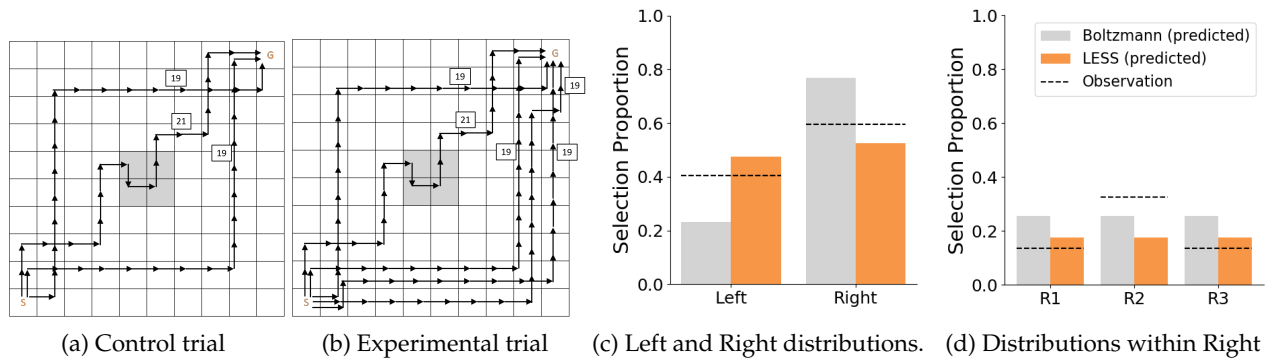 G
19
21
19
S
(a) Control trial
G
19
19
21
19
19
S
(b) Experimental trial
Selection Proportion
1.0
0.8
0.6
0.4
0.2
0.0
Left
Right
(c) Left and Right distributions.
Selection Proportion
1.0
0.8
0.6
0.4
0.2
0.0
Boltzmann (predicted)
LESS (predicted)
Observation
R1
R2
R3
(d) Distributions within Right